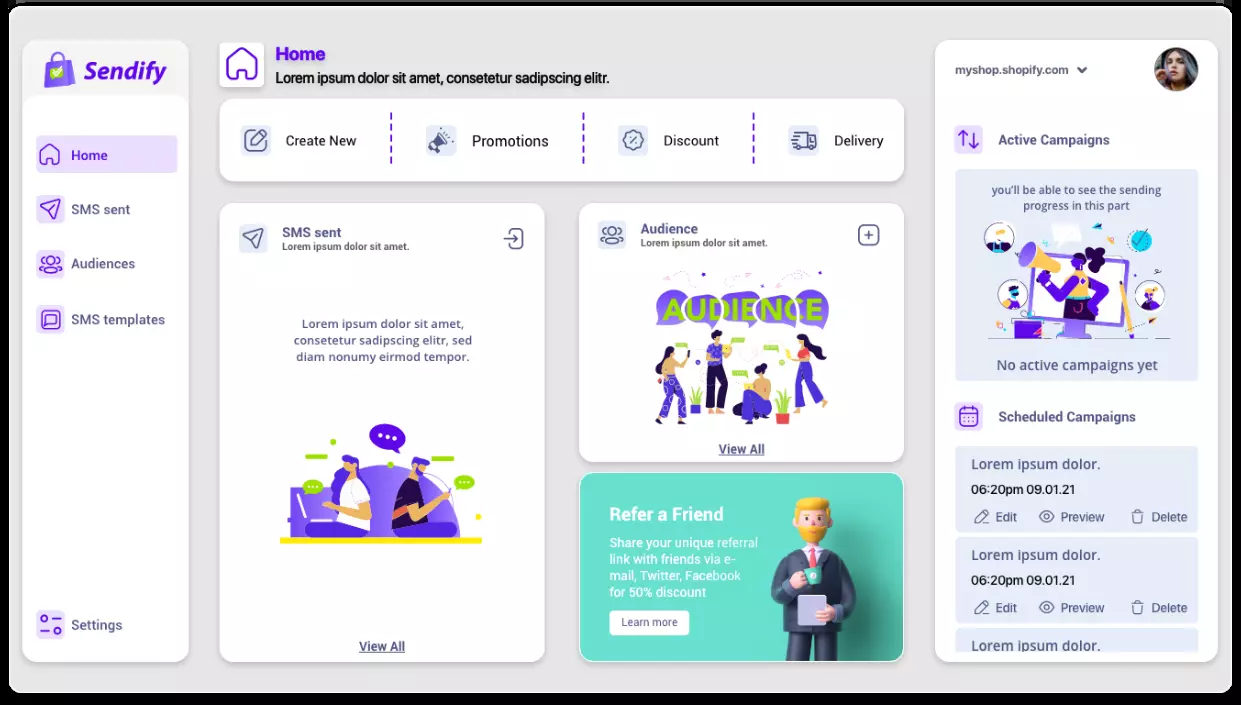 Sendify
Home
SMS sent
Audiences
SMS templates
Settings
Home
Lorem ipsum dolor sit amet, consetetur sadipscing elitr.
Create New
Promotions
Discount
Delivery
SMS sent
Lorem ipsum dolor sit amet.
Lorem ipsum dolor sit amet,
consetetur sadipscing elitr, sed
diam nonumy eirmod tempor.
View All
Audience
Lorem ipsum dolor sit amet.
AUDIENCE
View All
Refer a Friend
Share your unique referral
link with friends via e-
mail, Twitter, Facebook
for 50% discount
Learn more
myshop.shopify.com
Active Campaigns
you'll be able to see the sending
progress in this part
No active campaigns yet
Scheduled Campaigns
Lorem ipsum dolor.
06:20pm 09.01.21
Edit Preview Delete
Lorem ipsum dolor.
06:20pm 09.01.21
Edit Preview Delete
Lorem ipsum dolor.